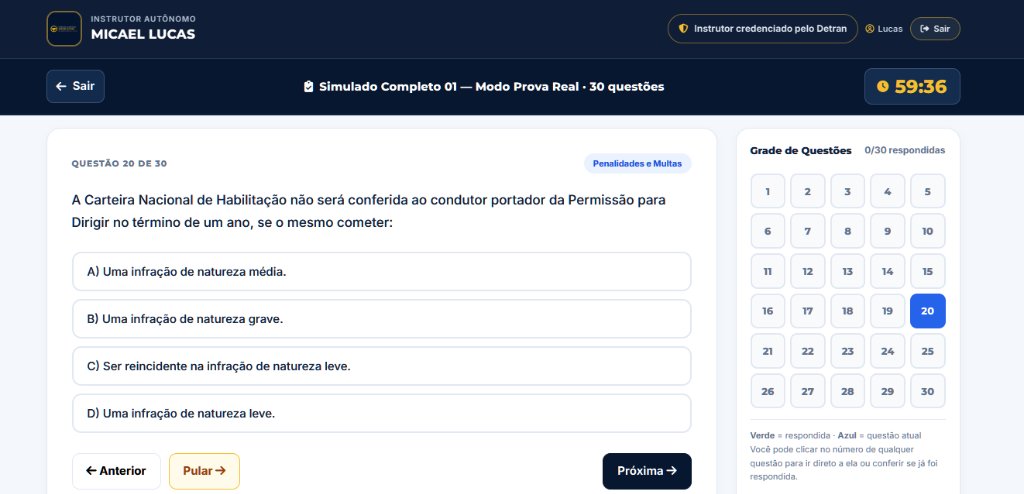 INSTRUTOR AUTÔNOMO
MICAEL LUCAS
Instrutor credenciado pelo Detran
Lucas
Sair
Sair
Simulado Completo 01 — Modo Prova Real · 30 questões
59:36
QUESTÃO 20 DE 30
Penalidades e Multas
A Carteira Nacional de Habilitação não será conferida ao condutor portador da Permissão para
Dirigir no término de um ano, se o mesmo cometer:
A) Uma infração de natureza média.
B) Uma infração de natureza grave.
C) Ser reincidente na infração de natureza leve.
D) Uma infração de natureza leve.
Anterior
Pular
Próxima
Grade de Questões 0/30 respondidas
1 2 3 4 5
6 7 8 9 10
11 12 13 14 15
16 17 18 19 20
21 22 23 24 25
26 27 28 29 30
Verde = respondida · Azul = questão atual
Você pode clicar no número de qualquer
questão para ir direto a ela ou conferir se já foi
respondida.